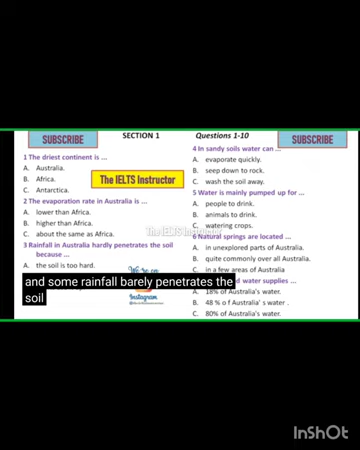 SUBSCRIBE
SECTION 1
Questions 1-10
SUBSCRIBE
1 The driest continent is ...
A. Australia.
B. Africa.
C. Antarctica.
The IELTS Instructor
2 The evaporation rate in Australia is ...
A. lower than Africa.
B. higher than Africa.
C. about the same as Africa.
3 Rainfall in Australia hardly penetrates the soil
because ...
A. the soil is too hard.
We're on
Instagram
4 In sandy soils water can ...
A. evaporate quickly.
B. seep down to rock.
C. wash the soil away.
5 Water is mainly pumped up for ...
A. people to drink.
B. animals to drink.
C. watering crops.
The IELTS Instructor
6 Natural springs are located ...
A. in unexplored parts of Australia.
B. quite commonly over all Australia.
C. in a few areas of Australia
d water supplies ...
A. 18% of Australia's water.
B. 48 % o f Australia' s water .
C. 80% of Australia's water.
and some rainfall barely penetrates the
soil
InShOt